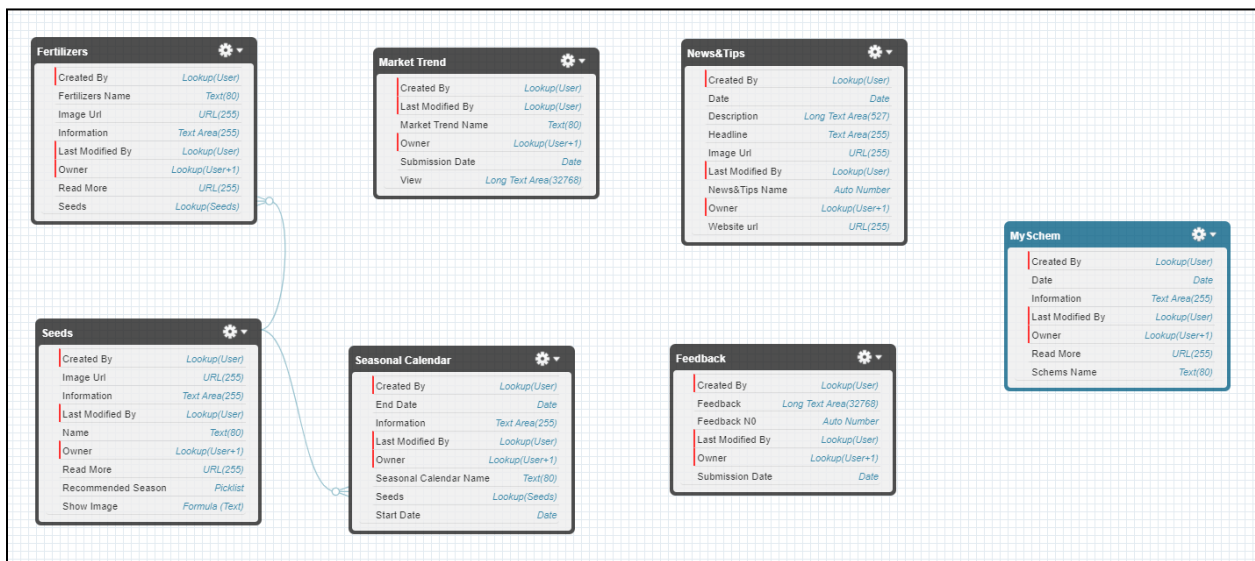 Fertilizers
Created By Lookup(User)
Fertilizers Name Text(80)
Image Url URL(255)
Information Text Area(255)
Last Modified By Lookup(User)
Owner Lookup(User+1)
Read More URL(255)
Seeds Lookup(Seeds)
Market Trend
Created By Lookup(User)
Last Modified By Lookup(User)
Market Trend Name Text(80)
Owner Lookup(User+1)
Submission Date Date
View Long Text Area(32768)
News&Tips
Created By Lookup(User)
Date Date
Description Long Text Area(527)
Headline Text Area(255)
Image Url URL(255)
Last Modified By Lookup(User)
News&Tips Name Auto Number
Owner Lookup(User+1)
Website url URL(255)
MySchem
Created By Lookup(User)
Date Date
Information Text Area(255)
Last Modified By Lookup(User)
Owner Lookup(User+1)
Read More URL(255)
Schems Name Text(80)
Seeds
Created By Lookup(User)
Image Url URL(255)
Information Text Area(255)
Last Modified By Lookup(User)
Name Text(80)
Owner Lookup(User+1)
Read More URL(255)
Recommended Season Picklist
Show Image Formula (Text)
Seasonal Calendar
Created By Lookup(User)
End Date Date
Information Text Area(255)
Last Modified By Lookup(User)
Owner Lookup(User+1)
Seasonal Calendar Name Text(80)
Seeds Lookup(Seeds)
Start Date Date
Feedback
Created By Lookup(User)
Feedback Long Text Area(32768)
Feedback N0 Auto Number
Last Modified By Lookup(User)
Owner Lookup(User+1)
Submission Date Date